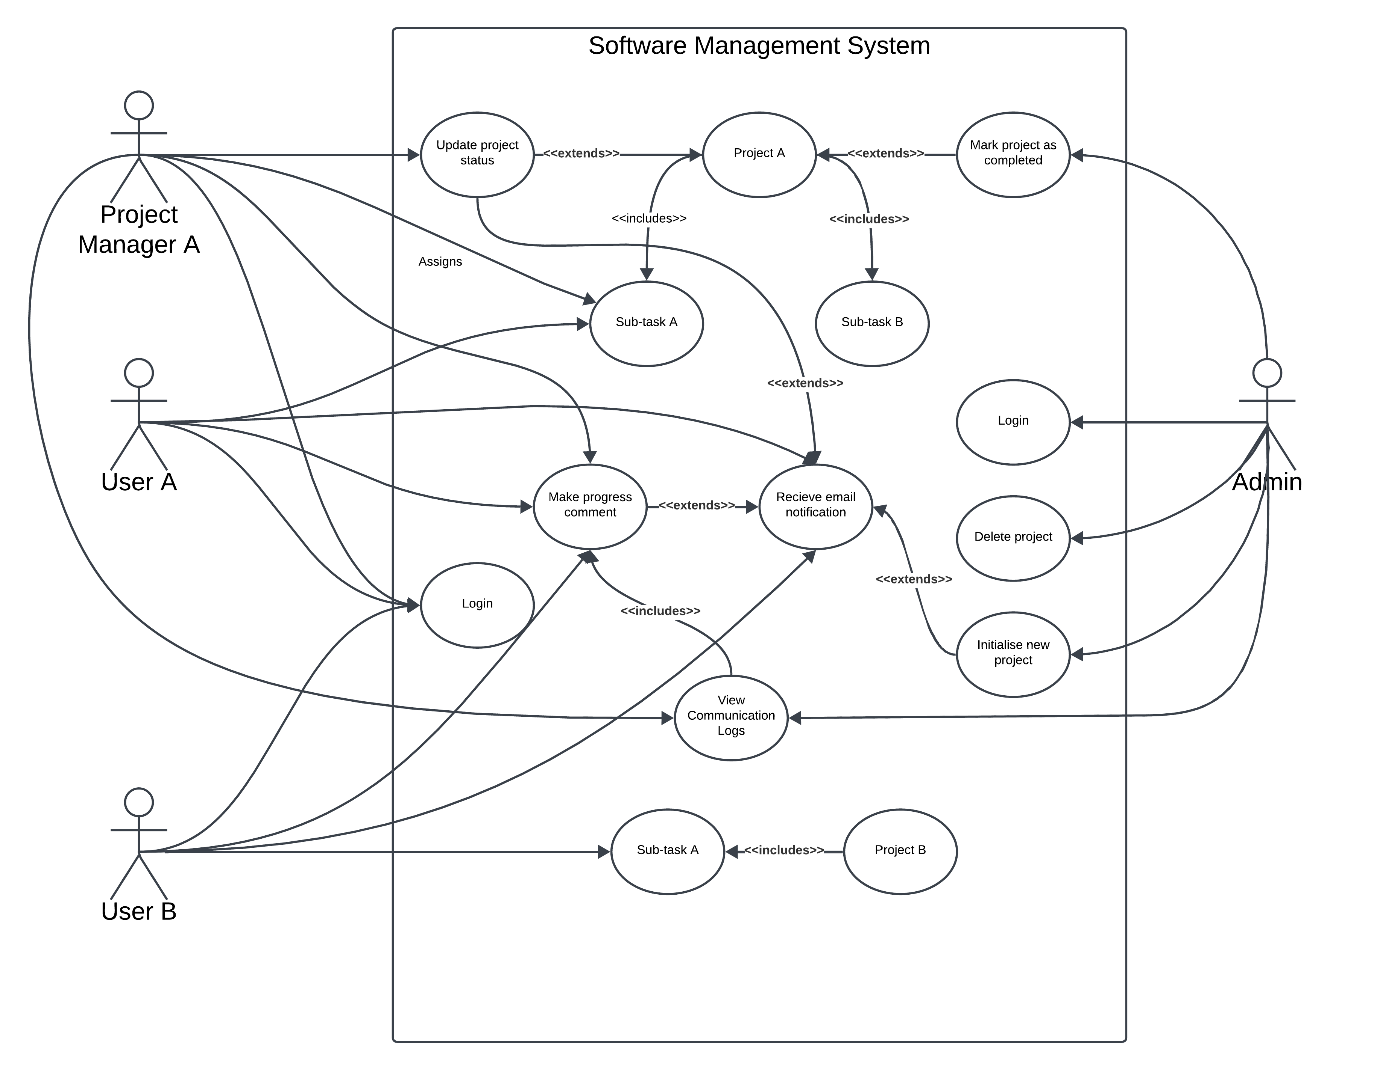 Software Management System
Update project
status
<<extends>>
Project A
<<extends>>
Mark project as
completed
Project
Manager A
<<includes>>
<<includes>>
Assigns
Sub-task A
Sub-task B
<<extends>>
Login
User A
Admin
Make progress
comment
<<extends>>
Recieve email
notification
Delete project
<<extends>>
Login
<<includes>>
Initialise new
project
View
Communication
Logs
Sub-task A
<<includes>>
Project B
User B